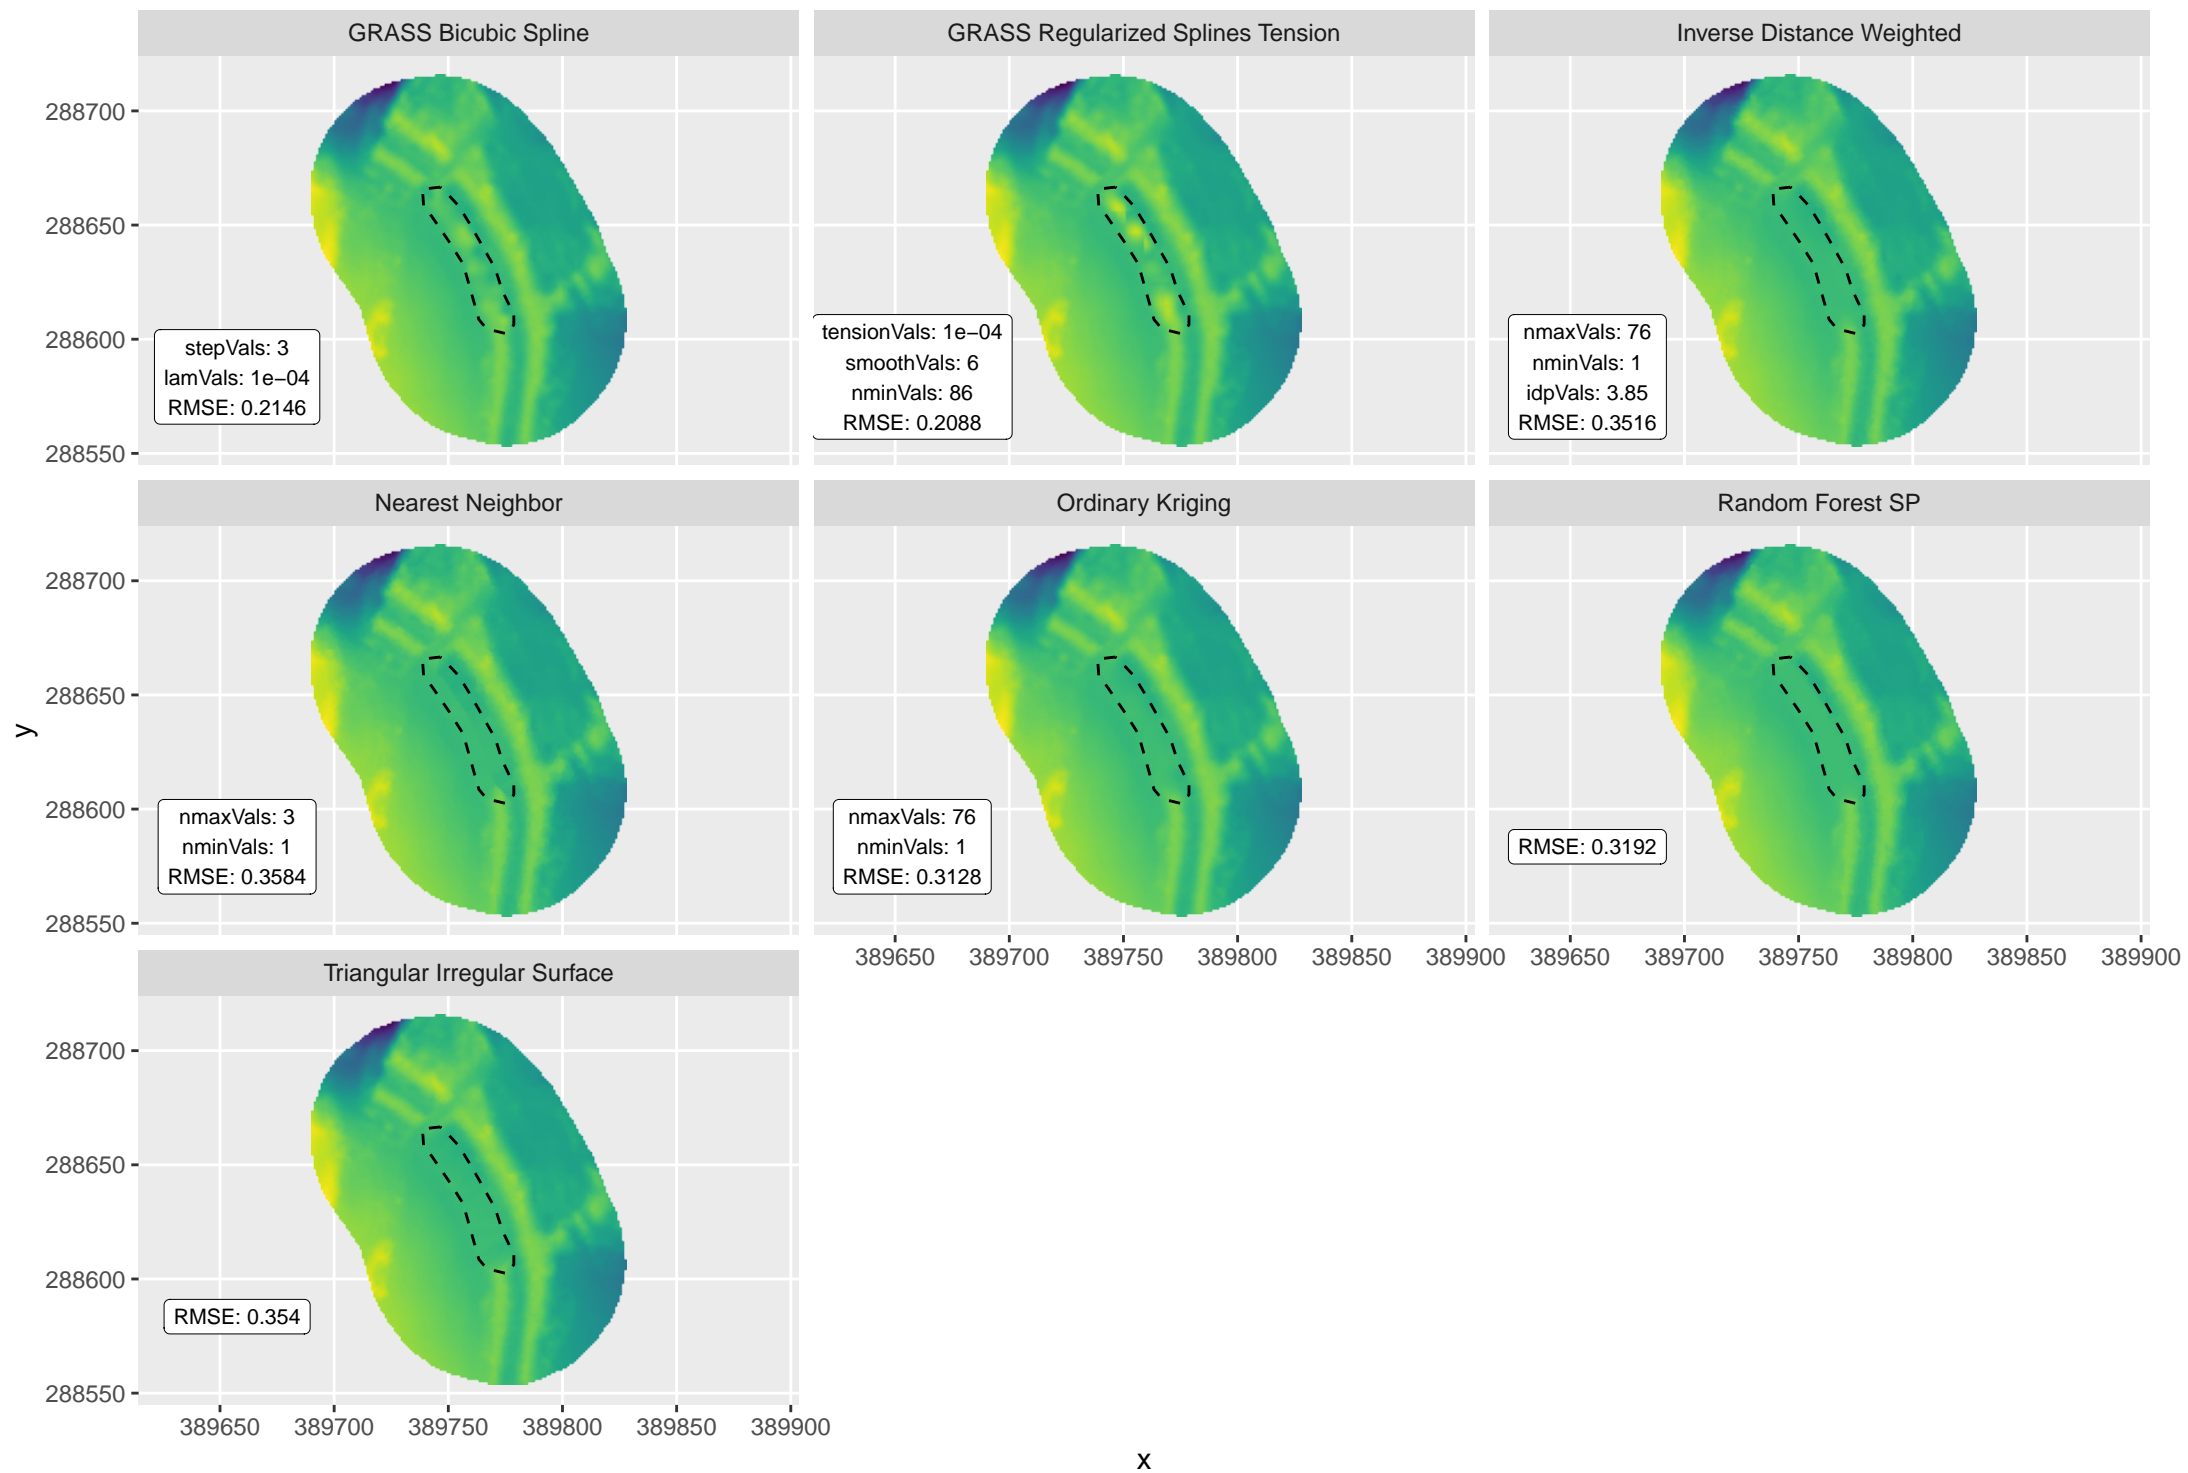 GRASS Bicubic Spline
GRASS Regularized Splines Tension
Inverse Distance Weighted
288700
288650
288600
288550
stepVals: 3
lamVals: 1e−04
RMSE: 0.2146
tensionVals: 1e−04
smoothVals: 6
nminVals: 86
RMSE: 0.2088
nmaxVals: 76
nminVals: 1
idpVals: 3.85
RMSE: 0.3516
Nearest Neighbor
Ordinary Kriging
Random Forest SP
288700
288650
288600
288550
nmaxVals: 3
nminVals: 1
RMSE: 0.3584
nmaxVals: 76
nminVals: 1
RMSE: 0.3128
RMSE: 0.3192
389650 389700 389750 389800 389850 389900
389650 389700 389750 389800 389850 389900
y
Triangular Irregular Surface
288700
288650
288600
288550
RMSE: 0.354
389650 389700 389750 389800 389850 389900
x